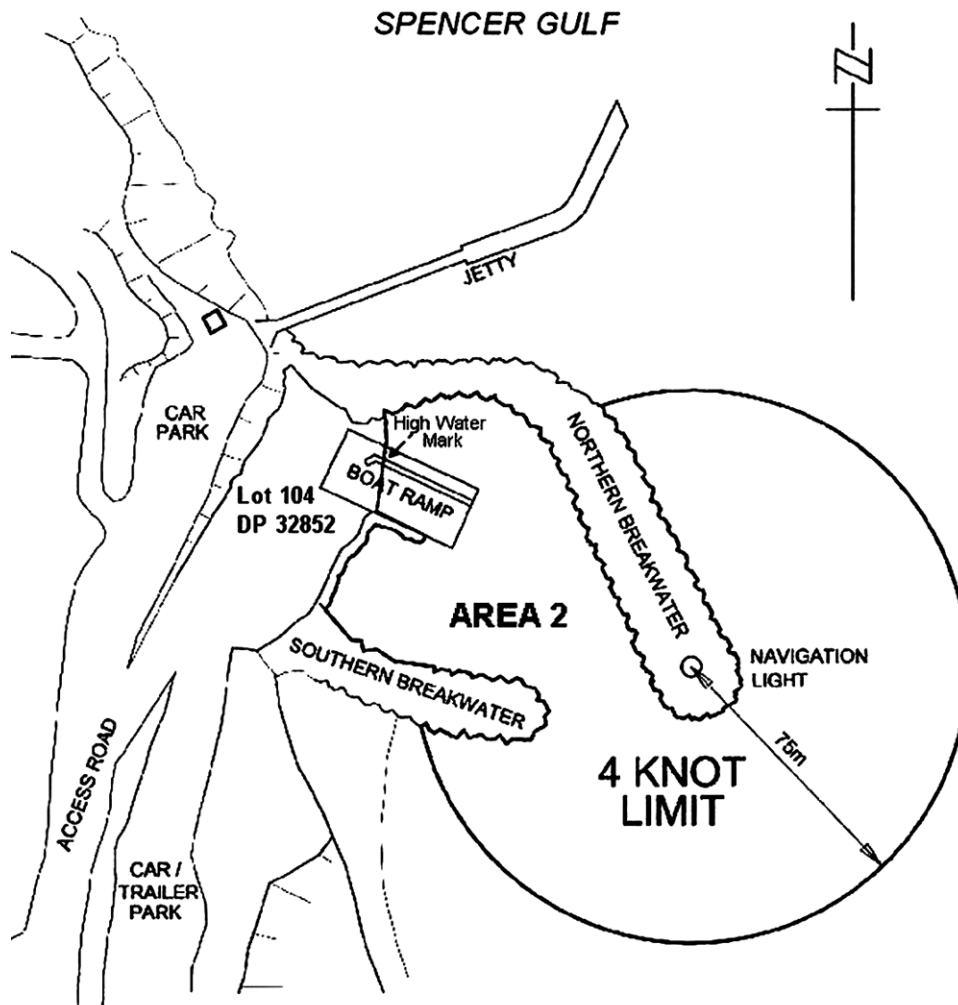 SPENCER GULF
N
JETTY
CAR
PARK
High Water
Mark
BOAT RAMP
Lot 104
DP 32852
NORTHERN BREAKWATER
AREA 2
SOUTHERN BREAKWATER
NAVIGATION
LIGHT
75m
4 KNOT
LIMIT
ACCESS ROAD
CAR /
TRAILER
PARK